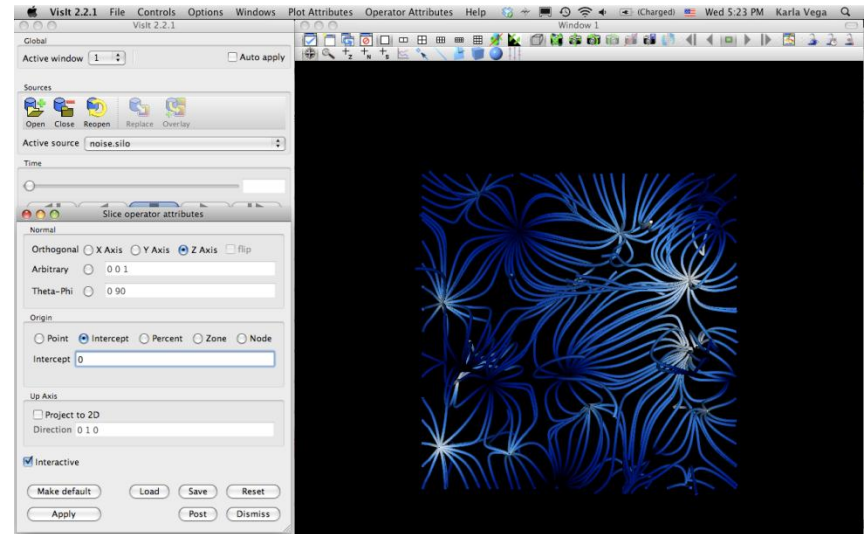 VisIt 2.2.1 File Controls Options Windows Plot Attributes Operator Attributes Help (Charged) Wed 5:23 PM Karla Vega
VisIt 2.2.1
Window 1
Global
Active window 1 Auto apply
Sources
Open Close Reopen Replace Overlay
Active source noise.silo
Time
Slice operator attributes
Normal
Orthogonal X Axis Y Axis Z Axis flip
Arbitrary 0 0 1
Theta-Phi 0 90
Origin
Point Intercept Percent Zone Node
Intercept 0
Up Axis
Project to 2D
Direction 0 1 0
Interactive
Make default Load Save Reset
Apply Post Dismiss